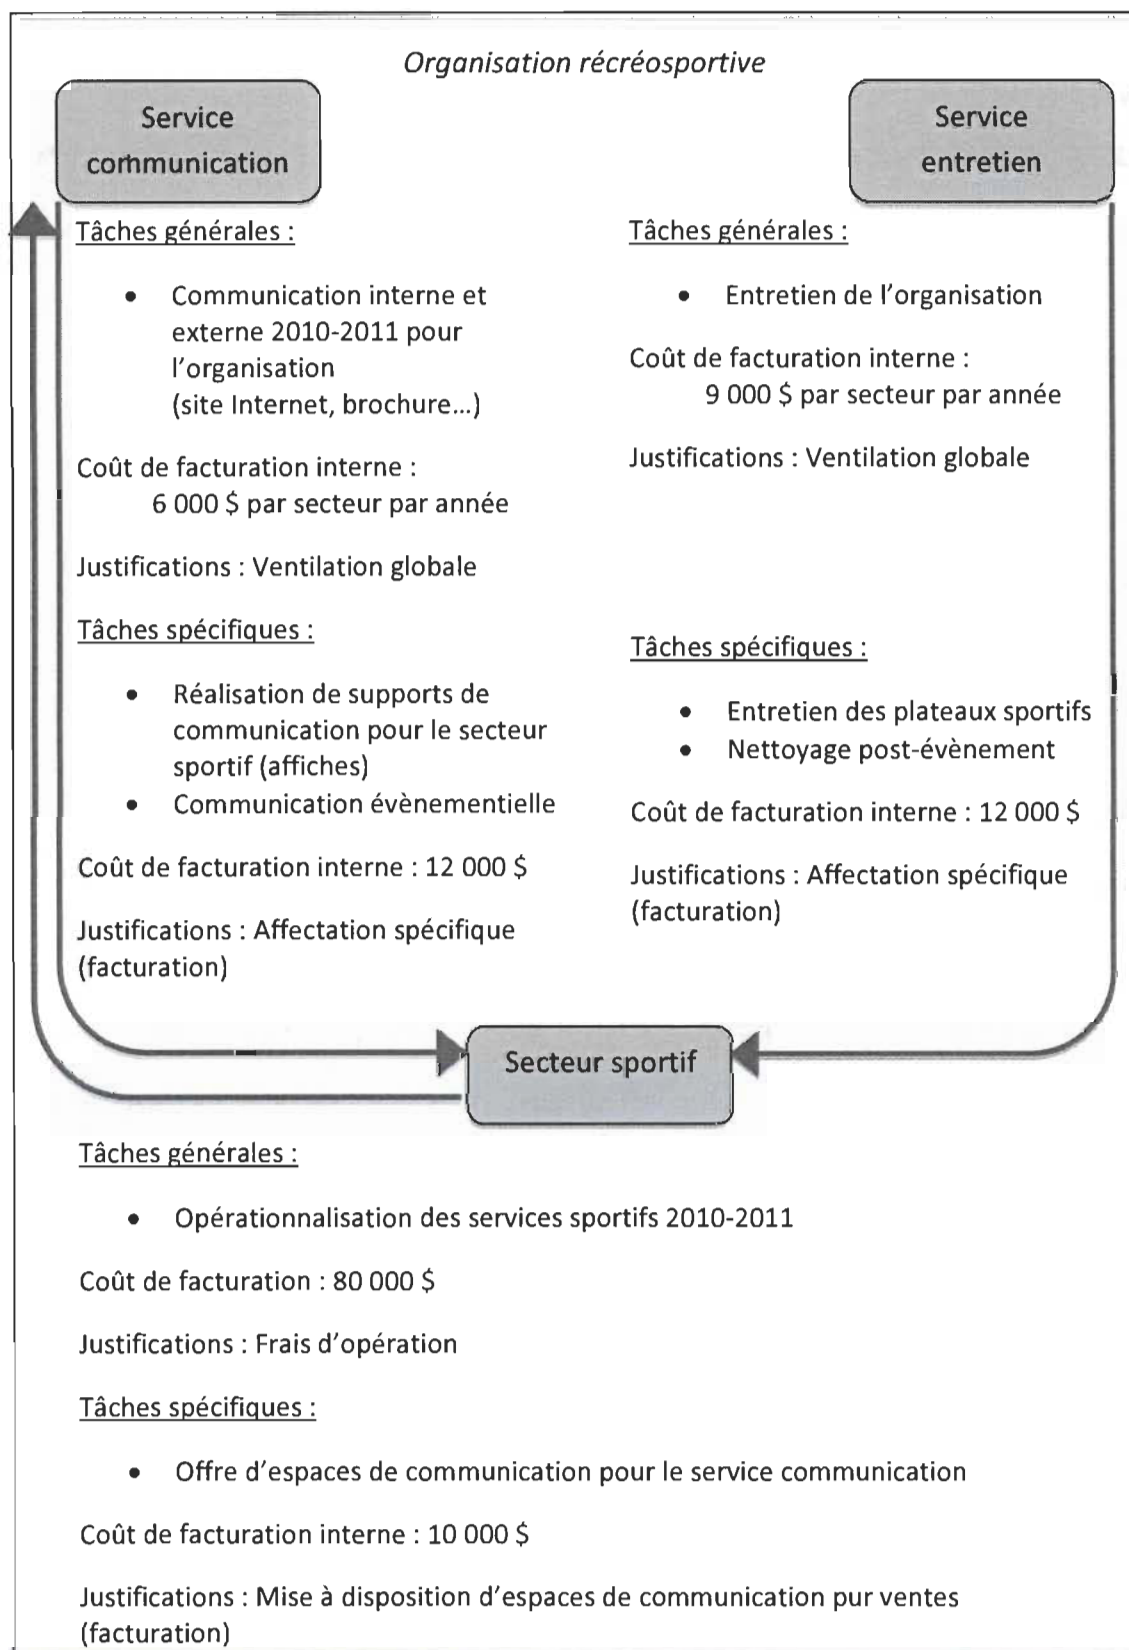 Organisation récréosportive
Service
communication
Tâches générales :
• Communication interne et
externe 2010-2011 pour
l'organisation
(site Internet, brochure...)
Coût de facturation interne :
6 000 $ par secteur par année
Justifications : Ventilation globale
Tâches spécifiques :
• Réalisation de supports de
communication pour le secteur
sportif (affiches)
• Communication évènementielle
Coût de facturation interne : 12 000 $
Justifications : Affectation spécifique
(facturation)
Service
entretien
Tâches générales :
• Entretien de l'organisation
Coût de facturation interne :
9 000 $ par secteur par année
Justifications : Ventilation globale
Tâches spécifiques :
• Entretien des plateaux sportifs
• Nettoyage post-évènement
Coût de facturation interne : 12 000 $
Justifications : Affectation spécifique
(facturation)
Secteur sportif
Tâches générales :
• Opérationnalisation des services sportifs 2010-2011
Coût de facturation : 80 000 $
Justifications : Frais d'opération
Tâches spécifiques :
• Offre d'espaces de communication pour le service communication
Coût de facturation interne : 10 000 $
Justifications : Mise à disposition d'espaces de communication pur ventes
(facturation)